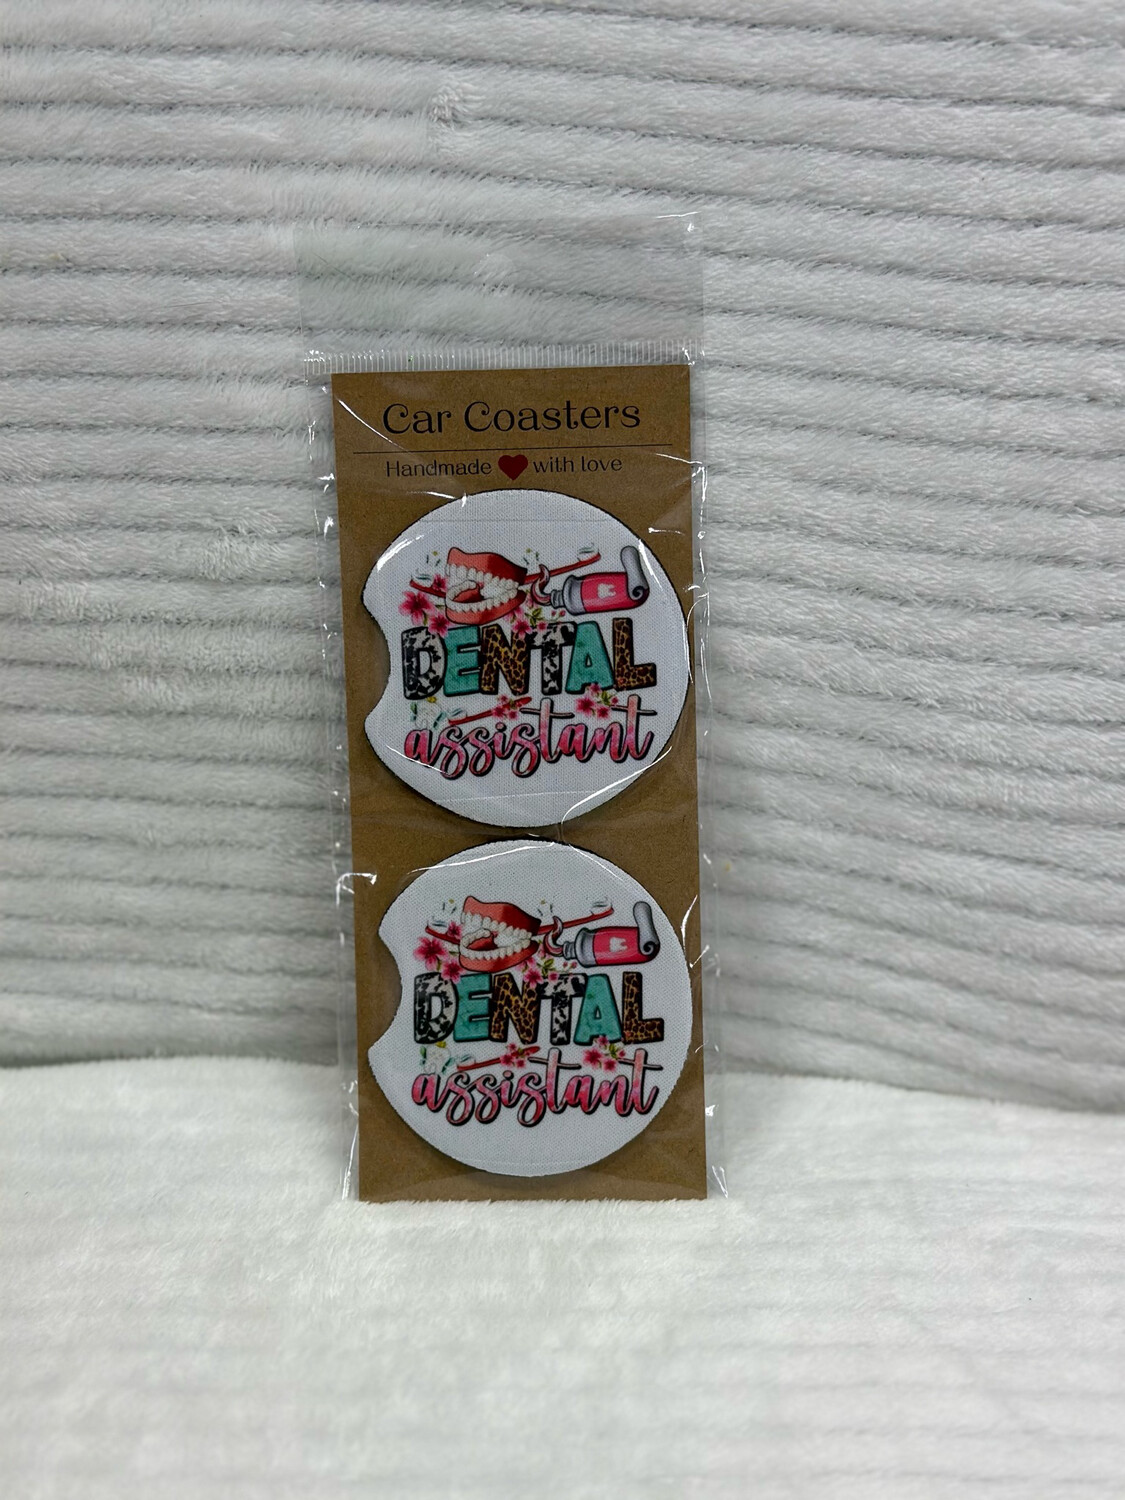 Car Coasters
Handmade with love
DENTAL
assistant
DENTAL
assistant